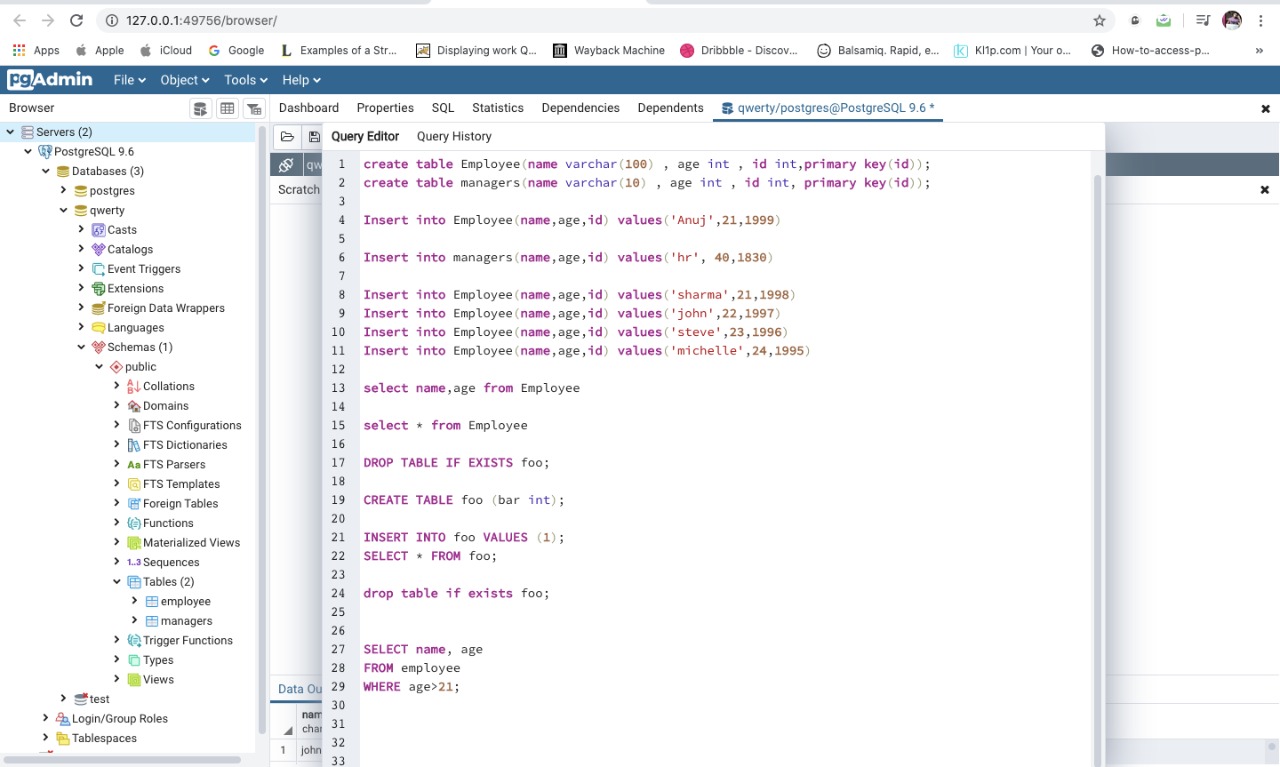 127.0.0.1:49756/browser/
Apps Apple iCloud Google Examples of a Str... Displaying work Q... Wayback Machine Dribbble - Discov... Balsamiq. Rapid, e... Kl1p.com | Your o... How-to-access-p... »
pgAdmin File Object Tools Help
Browser Dashboard Properties SQL Statistics Dependencies Dependents qwerty/postgres@PostgreSQL 9.6 *
Servers (2)
PostgreSQL 9.6
Databases (3)
postgres
qwerty
Casts
Catalogs
Event Triggers
Extensions
Foreign Data Wrappers
Languages
Schemas (1)
public
Collations
Domains
FTS Configurations
FTS Dictionaries
Aa FTS Parsers
FTS Templates
Foreign Tables
Functions
Materialized Views
1..3 Sequences
Tables (2)
employee
managers
Trigger Functions
Types
Views
test
Login/Group Roles
Tablespaces
Query Editor Query History
qw
Scratch
1 create table Employee(name varchar(100) , age int , id int,primary key(id));
2 create table managers(name varchar(10) , age int , id int, primary key(id));
3
4 Insert into Employee(name,age,id) values('Anuj',21,1999)
5
6 Insert into managers(name,age,id) values('hr', 40,1830)
7
8 Insert into Employee(name,age,id) values('sharma',21,1998)
9 Insert into Employee(name,age,id) values('john',22,1997)
10 Insert into Employee(name,age,id) values('steve',23,1996)
11 Insert into Employee(name,age,id) values('michelle',24,1995)
12
13 select name,age from Employee
14
15 select * from Employee
16
17 DROP TABLE IF EXISTS foo;
18
19 CREATE TABLE foo (bar int);
20
21 INSERT INTO foo VALUES (1);
22 SELECT * FROM foo;
23
24 drop table if exists foo;
25
26
27 SELECT name, age
28 FROM employee
29 WHERE age>21;
30
31
32
33
Data Ou
nam
chara
1 john